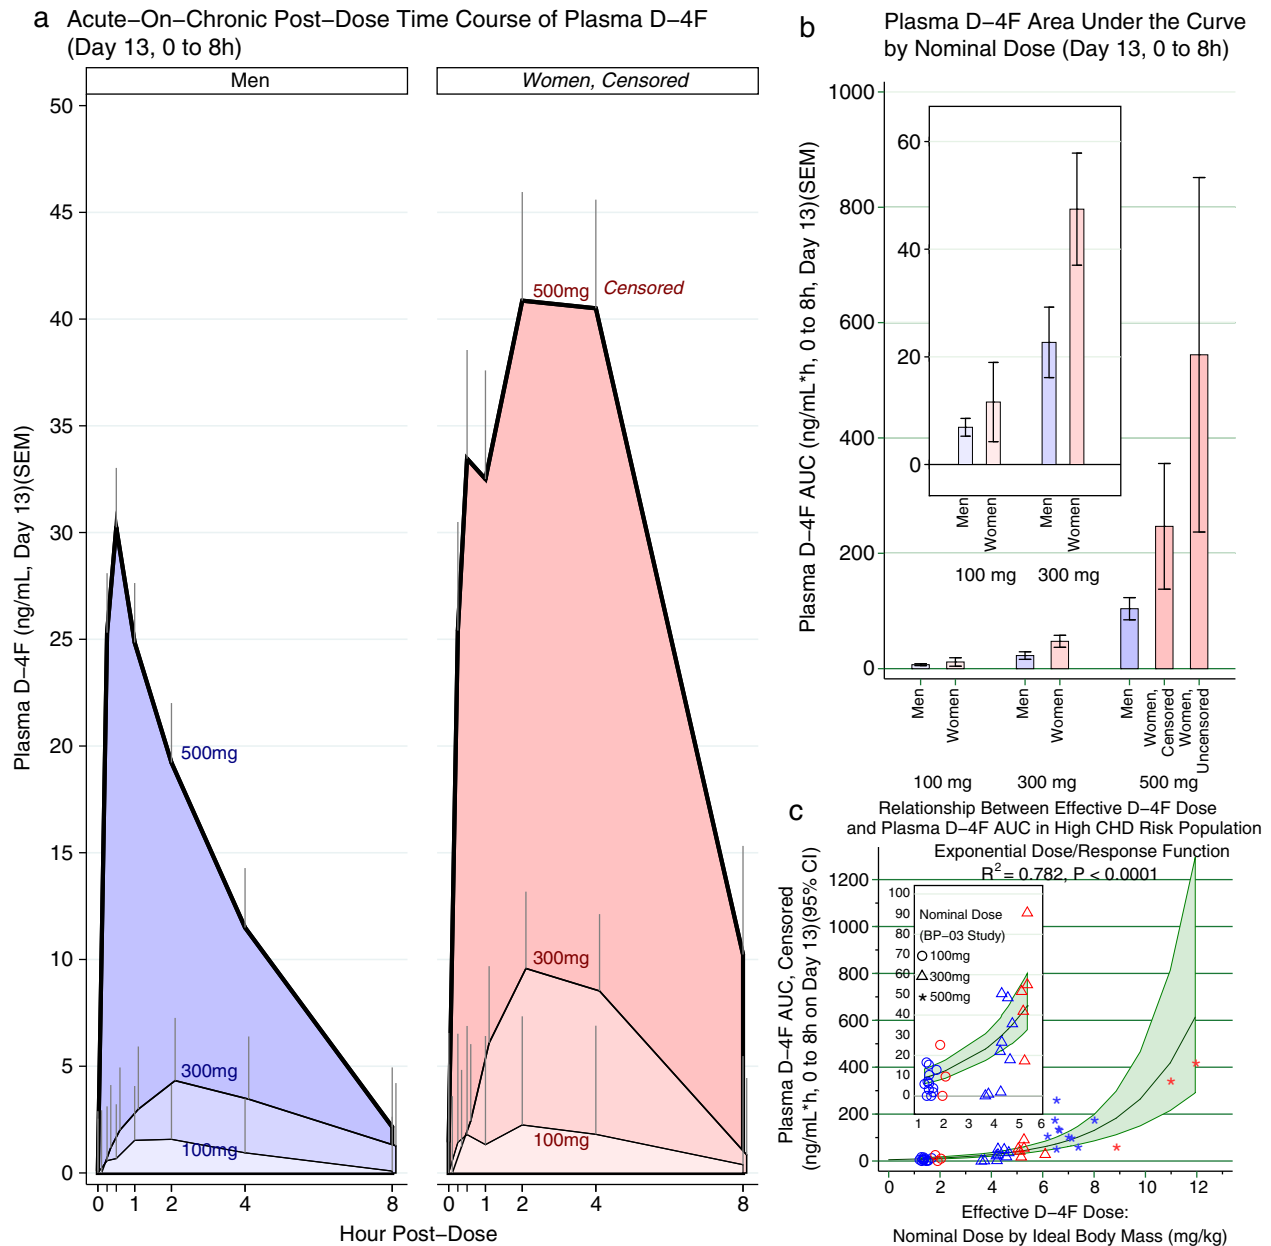 a
Acute–On–Chronic Post–Dose Time Course of Plasma D–4F
(Day 13, 0 to 8h)
Men
Women, Censored
Plasma D–4F (ng/mL, Day 13)(SEM)
50
45
40
35
30
25
20
15
10
5
0
500mg
300mg
100mg
500mg
Censored
300mg
100mg
0 1 2 4 8
0 1 2 4 8
Hour Post–Dose
b
Plasma D–4F Area Under the Curve
by Nominal Dose (Day 13, 0 to 8h)
Plasma D–4F AUC (ng/mL*h, 0 to 8h, Day 13)(SEM)
1000
800
600
400
200
0
60
40
20
0
Men
Women
Men
Women
100 mg
300 mg
Men
Women
Men
Women
Men
Women,
Censored
Women,
Uncensored
100 mg
300 mg
500 mg
c
Relationship Between Effective D–4F Dose
and Plasma D–4F AUC in High CHD Risk Population
Exponential Dose/Response Function
R2 = 0.782, P < 0.0001
Plasma D–4F AUC, Censored
(ng/mL*h, 0 to 8h on Day 13)(95% CI)
1200
1000
800
600
400
200
0
100
90
80
70
60
50
40
30
20
10
0
Nominal Dose
(BP–03 Study)
100mg
300mg
500mg
1 2 3 4 5 6
0 2 4 6 8 10 12
Effective D–4F Dose:
Nominal Dose by Ideal Body Mass (mg/kg)